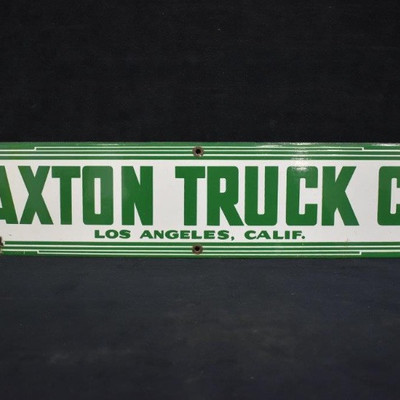 AXTON TRUCK C
LOS ANGELES, CALIF.